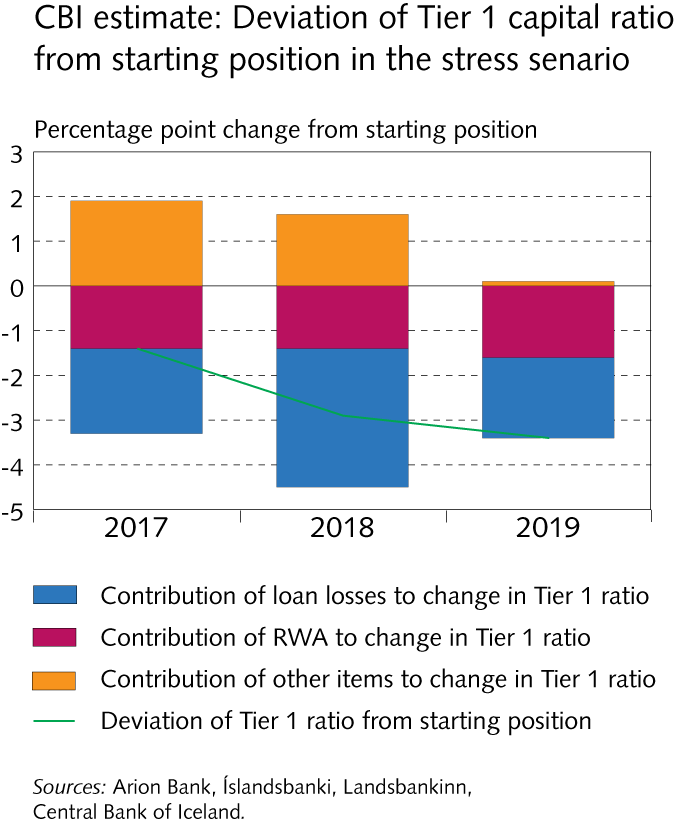 CBI estimate: Deviation of Tier 1 capital ratio
from starting position in the stress senario
Percentage point change from starting position
3
2
1
0
-1
-2
-3
-4
-5
2017
2018
2019
Contribution of loan losses to change in Tier 1 ratio
Contribution of RWA to change in Tier 1 ratio
Contribution of other items to change in Tier 1 ratio
Deviation of Tier 1 ratio from starting position
Sources: Arion Bank, Íslandsbanki, Landsbankinn,
Central Bank of Iceland.